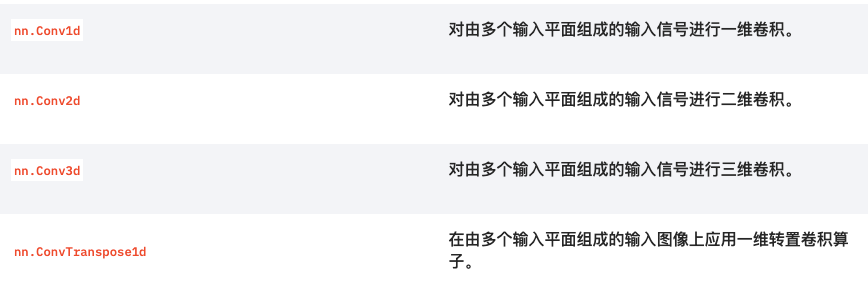 nn.Conv1d 对由多个输入平面组成的输入信号进行一维卷积。
nn.Conv2d 对由多个输入平面组成的输入信号进行二维卷积。
nn.Conv3d 对由多个输入平面组成的输入信号进行三维卷积。
nn.ConvTranspose1d 在由多个输入平面组成的输入图像上应用一维转置卷积算
子。